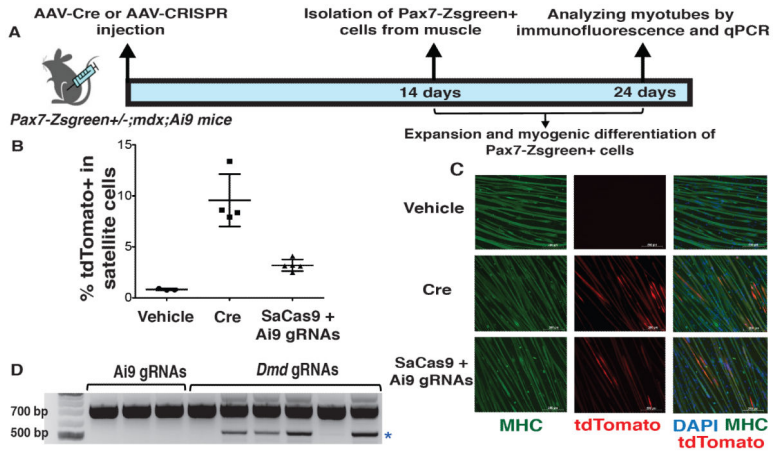 A
AAV-Cre or AAV-CRISPR
injection
Isolation of Pax7-Zsgreen+
cells from muscle
Analyzing myotubes by
immunofluorescence and qPCR
14 days
24 days
Pax7-Zsgreen+/-;mdx;Ai9 mice
Expansion and myogenic differentiation of
Pax7-Zsgreen+ cells
B
% tdTomato+ in
satellite cells
15
10
5
0
Vehicle
Cre
SaCas9 +
Ai9 gRNAs
C
Vehicle
Cre
SaCas9 +
Ai9 gRNAs
MHC
tdTomato
DAPI MHC
tdTomato
D
Ai9 gRNAs
Dmd gRNAs
700 bp
500 bp
*